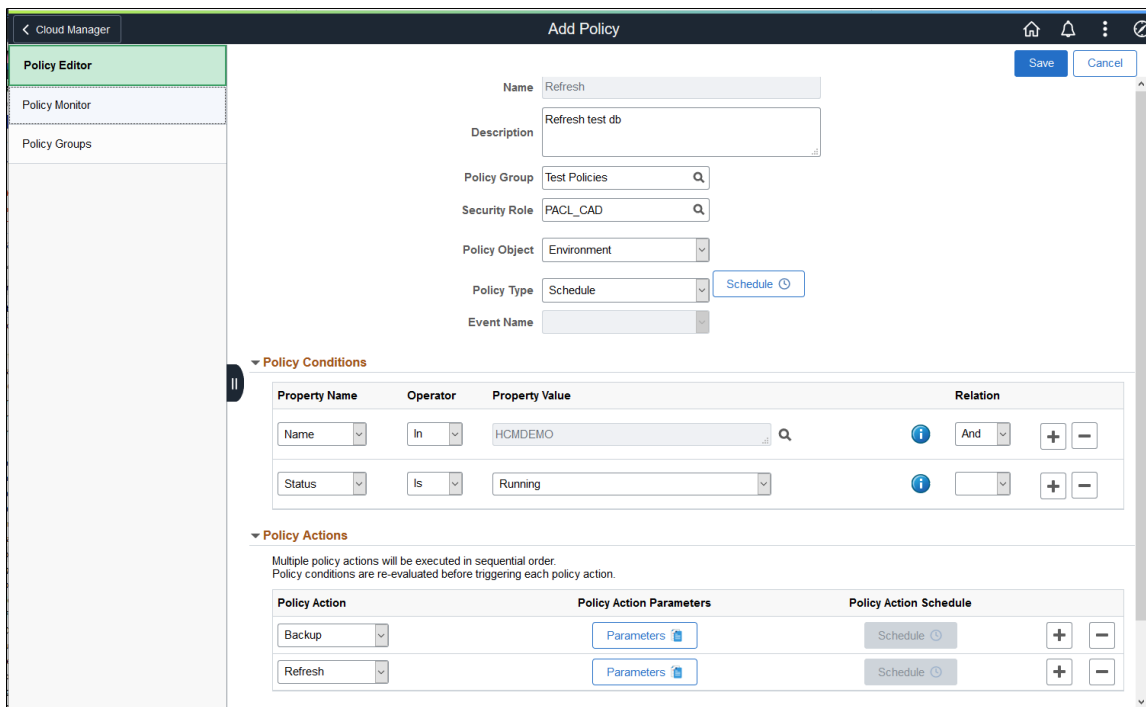 Cloud Manager
Add Policy
Policy Editor
Policy Monitor
Policy Groups
Save
Cancel
Name Refresh
Description Refresh test db
Policy Group Test Policies
Security Role PACL_CAD
Policy Object Environment
Policy Type Schedule Schedule
Event Name
Policy Conditions
Property Name Operator Property Value Relation
Name In HCMDEMO And
Status Is Running
Policy Actions
Multiple policy actions will be executed in sequential order.
Policy conditions are re-evaluated before triggering each policy action.
Policy Action Policy Action Parameters Policy Action Schedule
Backup Parameters Schedule
Refresh Parameters Schedule